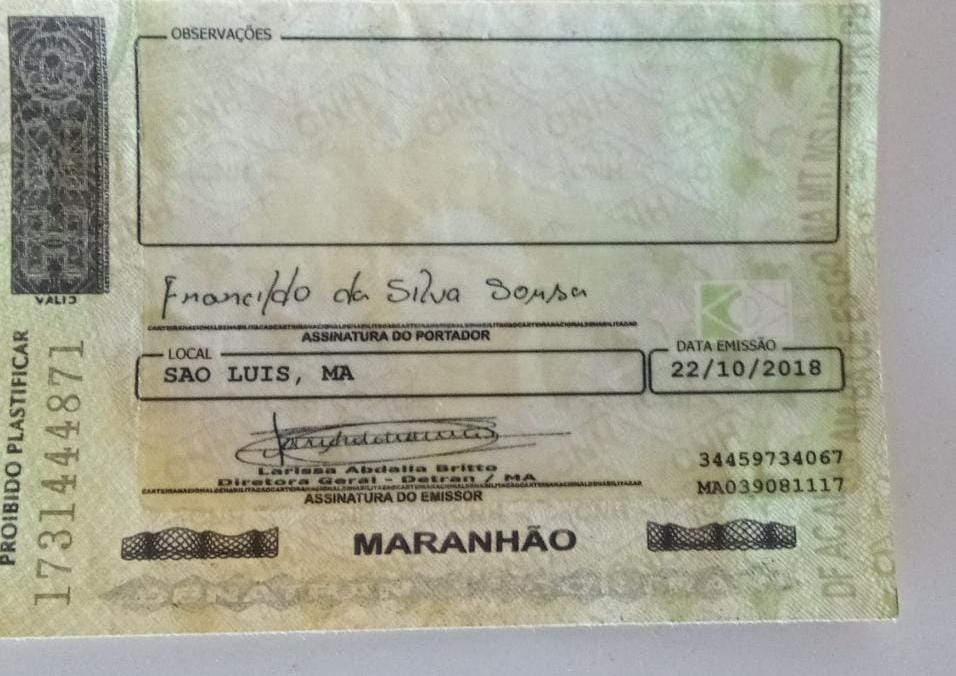 OBSERVAÇÕES
VÁLID
PROIBIDO PLASTIFICAR
1731444871
Francildo da Silva Sousa
ASSINATURA DO PORTADOR
LOCAL
SAO LUIS, MA
DATA EMISSÃO
22/10/2018
Larissa Abdalla Britto
Diretora Geral - Detran / MA
ASSINATURA DO EMISSOR
34459734067
MA039081117
MARANHÃO